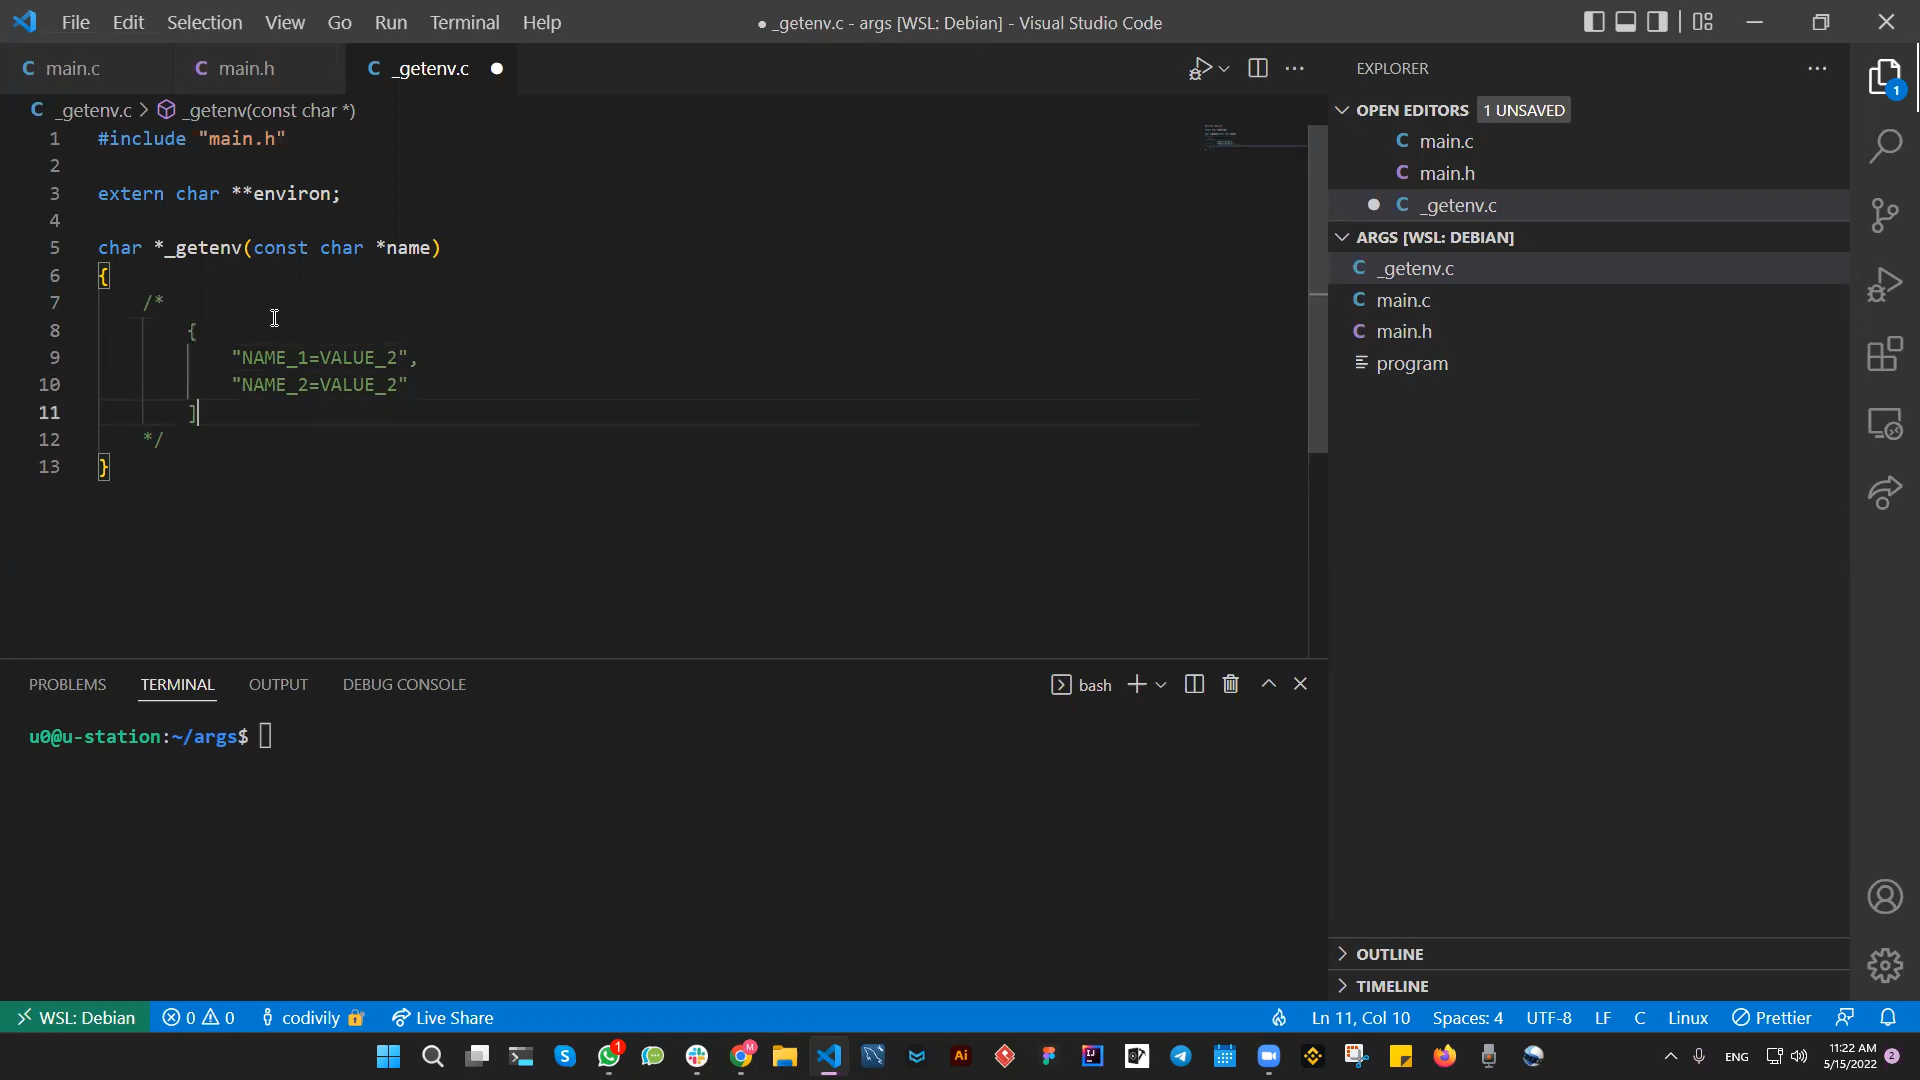 File Edit Selection View Go Run Terminal Help
● _getenv.c - args [WSL: Debian] - Visual Studio Code
main.c
main.h
_getenv.c
_getenv.c > _getenv(const char *)
1 #include "main.h"
2
3 extern char **environ;
4
5 char *_getenv(const char *name)
6 {
7 /*
8 {
9 "NAME_1=VALUE_2",
10 "NAME_2=VALUE_2"
11 ]
12 */
13 }
EXPLORER
OPEN EDITORS 1 UNSAVED
C main.c
C main.h
C _getenv.c
ARGS [WSL: DEBIAN]
C _getenv.c
C main.c
C main.h
program
OUTLINE
TIMELINE
1
PROBLEMS TERMINAL OUTPUT DEBUG CONSOLE
bash
u0@u-station:~/args$
WSL: Debian 0 0 codivily Live Share
Ln 11, Col 10 Spaces: 4 UTF-8 LF C Linux Prettier
1 M Ai IJ
ENG
11:22 AM
5/15/2022
2